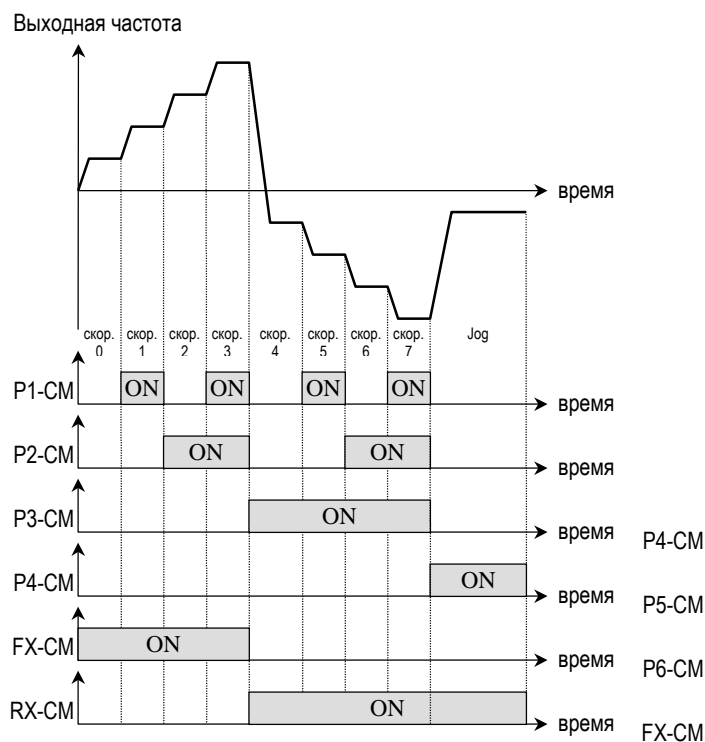 Выходная частота
время
скор. 0
скор. 1
скор. 2
скор. 3
скор. 4
скор. 5
скор. 6
скор. 7
Jog
P1-CM
ON
ON
ON
ON
время
P2-CM
ON
ON
время
P3-CM
ON
время
P4-CM
P4-CM
ON
время
P5-CM
FX-CM
ON
время
P6-CM
RX-CM
ON
время
FX-CM